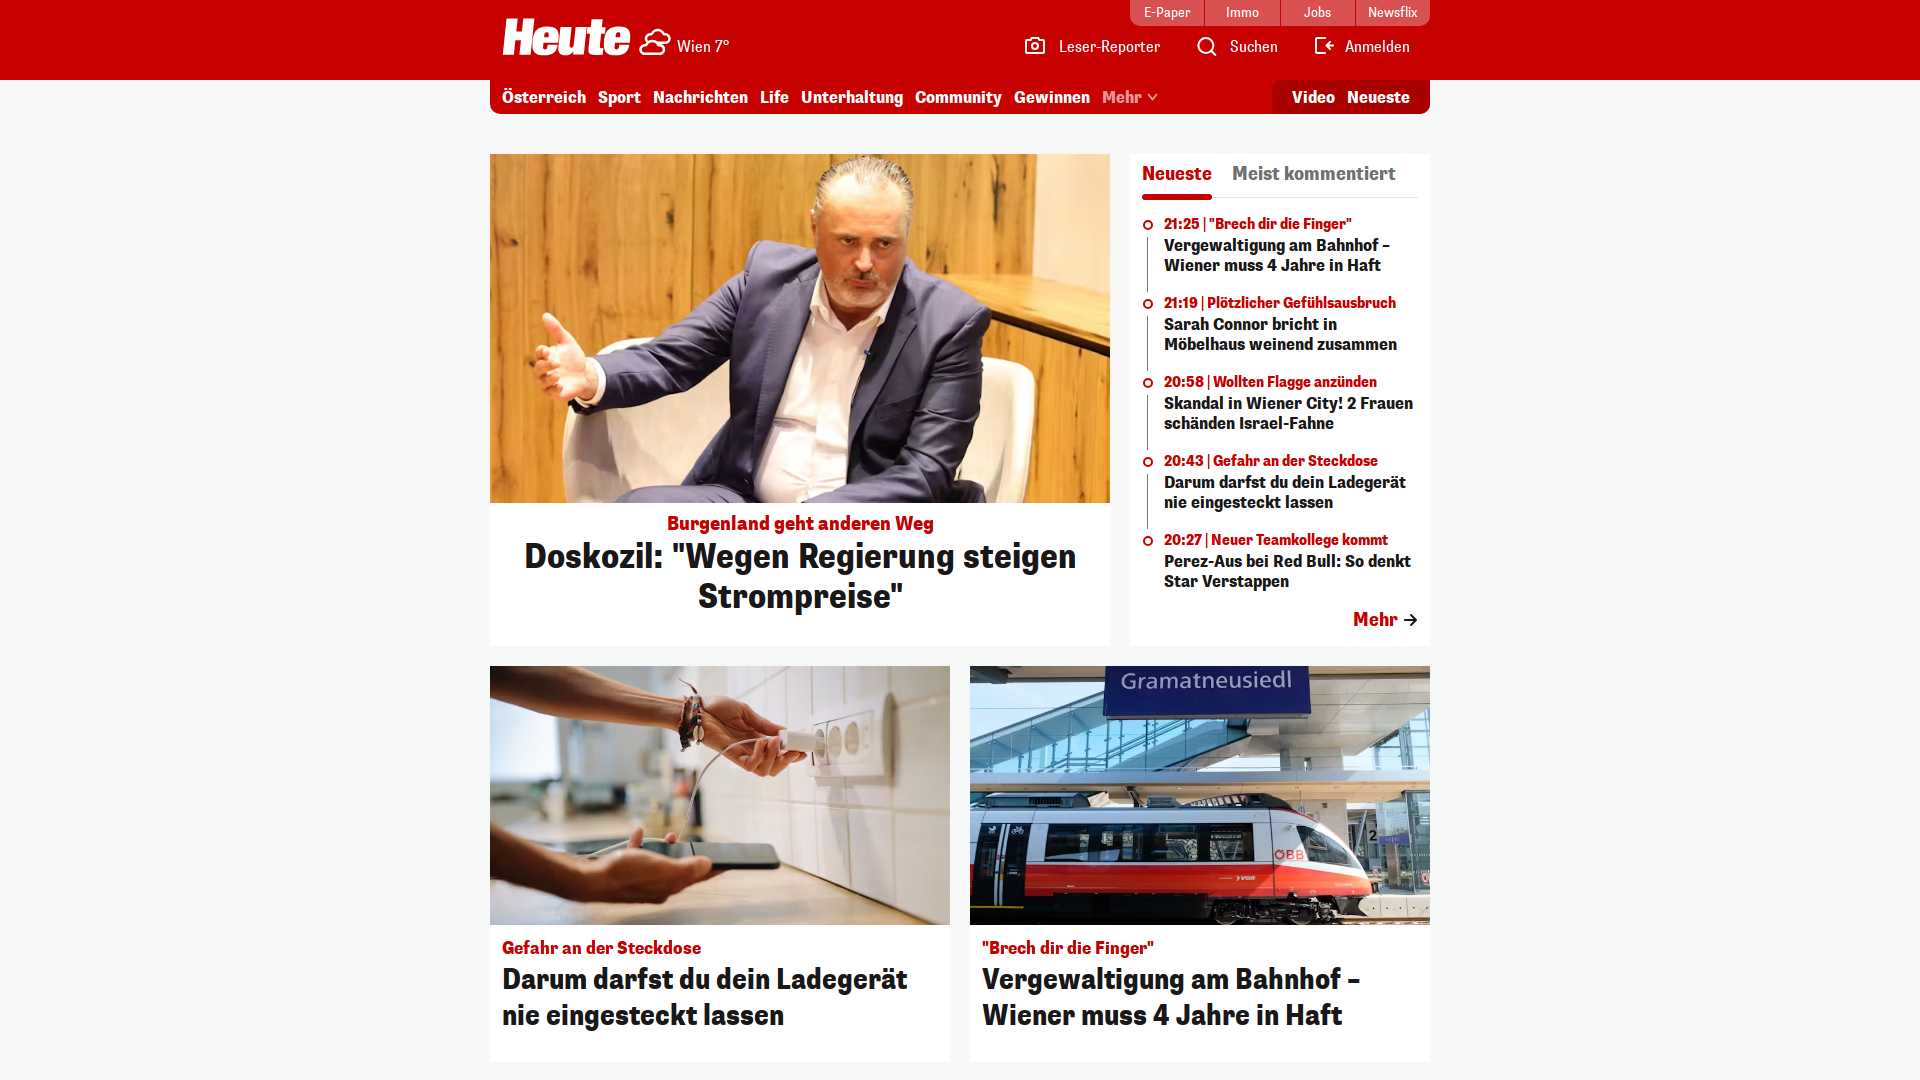 E-Paper
Immo
Jobs
Newsflix
Heute
Wien 7°
Leser-Reporter
Suchen
Anmelden
Österreich
Sport
Nachrichten
Life
Unterhaltung
Community
Gewinnen
Mehr
Video
Neueste
Burgenland geht anderen Weg
Doskozil: "Wegen Regierung steigen
Strompreise"
Neueste
Meist kommentiert
21:25 | "Brech dir die Finger"
Vergewaltigung am Bahnhof –
Wiener muss 4 Jahre in Haft
21:19 | Plötzlicher Gefühlsausbruch
Sarah Connor bricht in
Möbelhaus weinend zusammen
20:58 | Wollten Flagge anzünden
Skandal in Wiener City! 2 Frauen
schänden Israel-Fahne
20:43 | Gefahr an der Steckdose
Darum darfst du dein Ladegerät
nie eingesteckt lassen
20:27 | Neuer Teamkollege kommt
Perez-Aus bei Red Bull: So denkt
Star Verstappen
Mehr
Gefahr an der Steckdose
Darum darfst du dein Ladegerät
nie eingesteckt lassen
Gramatneusiedl
2
ÖBB
"Brech dir die Finger"
Vergewaltigung am Bahnhof –
Wiener muss 4 Jahre in Haft